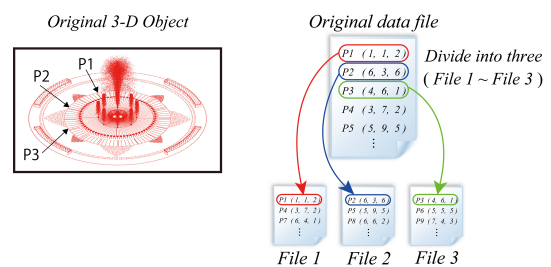 Original 3-D Object
P1
P2
P3
Original data file
P1 (1, 1, 2)
P2 (6, 3, 6)
P3 (4, 6, 1)
P4 (3, 7, 2)
P5 (5, 9, 5)
⋮
Divide into three
( File 1 ~ File 3 )
P1 (1, 1, 2)
P4 (3, 7, 2)
P7 (6, 4, 1)
⋮
File 1
P2 (6, 3, 6)
P5 (5, 9, 5)
P8 (6, 6, 2)
⋮
File 2
P3 (4, 6, 1)
P6 (5, 5, 5)
P9 (7, 4, 3)
⋮
File 3